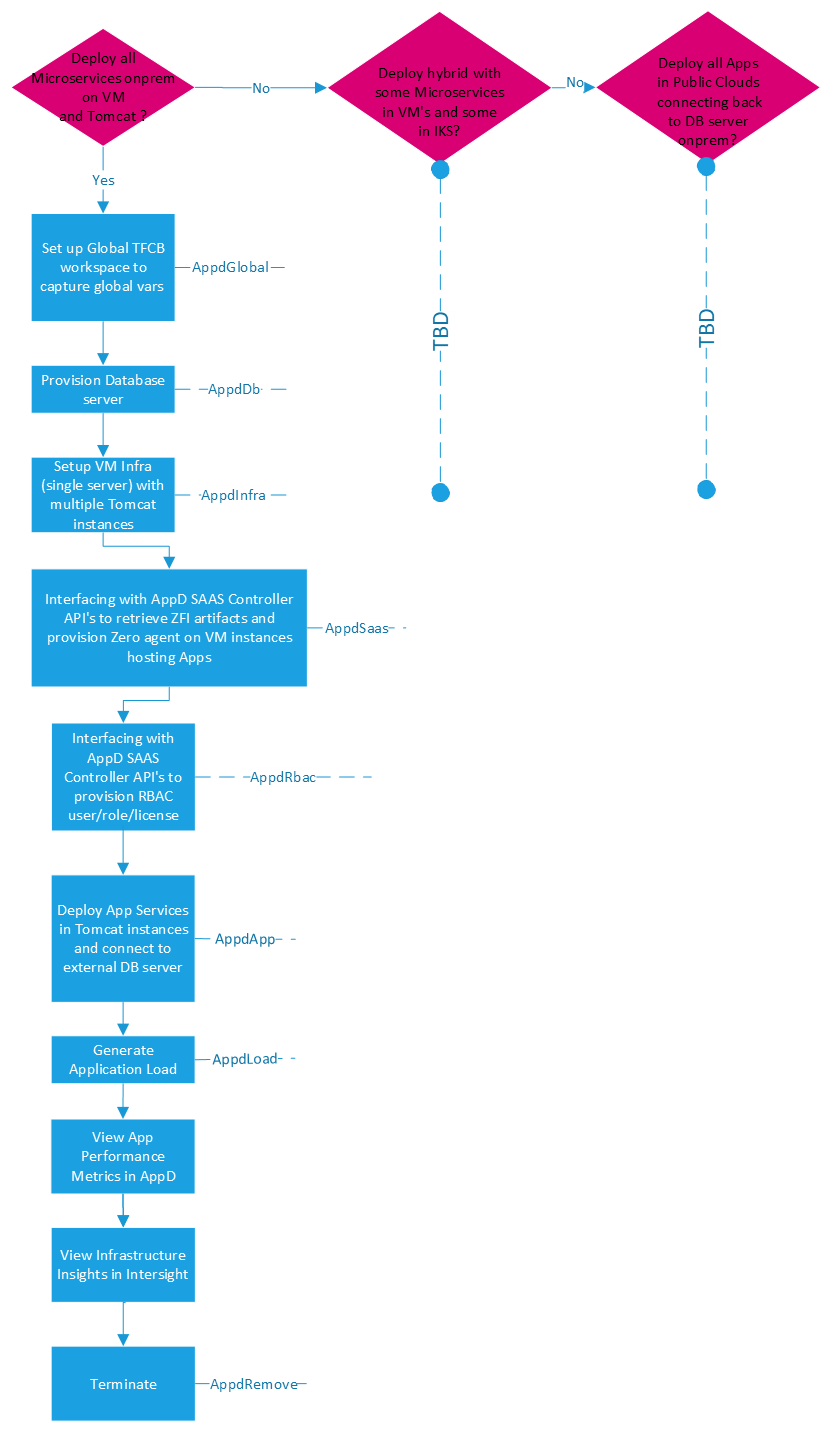 Deploy all
Microservices onprem
on VM
and Tomcat ?
No
Deploy hybrid with
some Microservices
in VM's and some
in IKS?
No
Deploy all Apps
in Public Clouds
connecting back
to DB server
onprem?
Yes
Set up Global TFCB
workspace to
capture global vars
AppdGlobal
TBD
TBD
Provision Database
server
AppdDb
Setup VM Infra
(single server) with
multiple Tomcat
instances
AppdInfra
Interfacing with AppD SAAS Controller
API's to retrieve ZFI artifacts and
provision Zero agent on VM instances
hosting Apps
AppdSaas
Interfacing with
AppD SAAS
Controller API's to
provision RBAC
user/role/license
AppdRbac
Deploy App Services
in Tomcat instances
and connect to
external DB server
AppdApp
Generate
Application Load
AppdLoad
View App
Performance
Metrics in AppD
View Infrastructure
Insights in Intersight
Terminate
AppdRemove